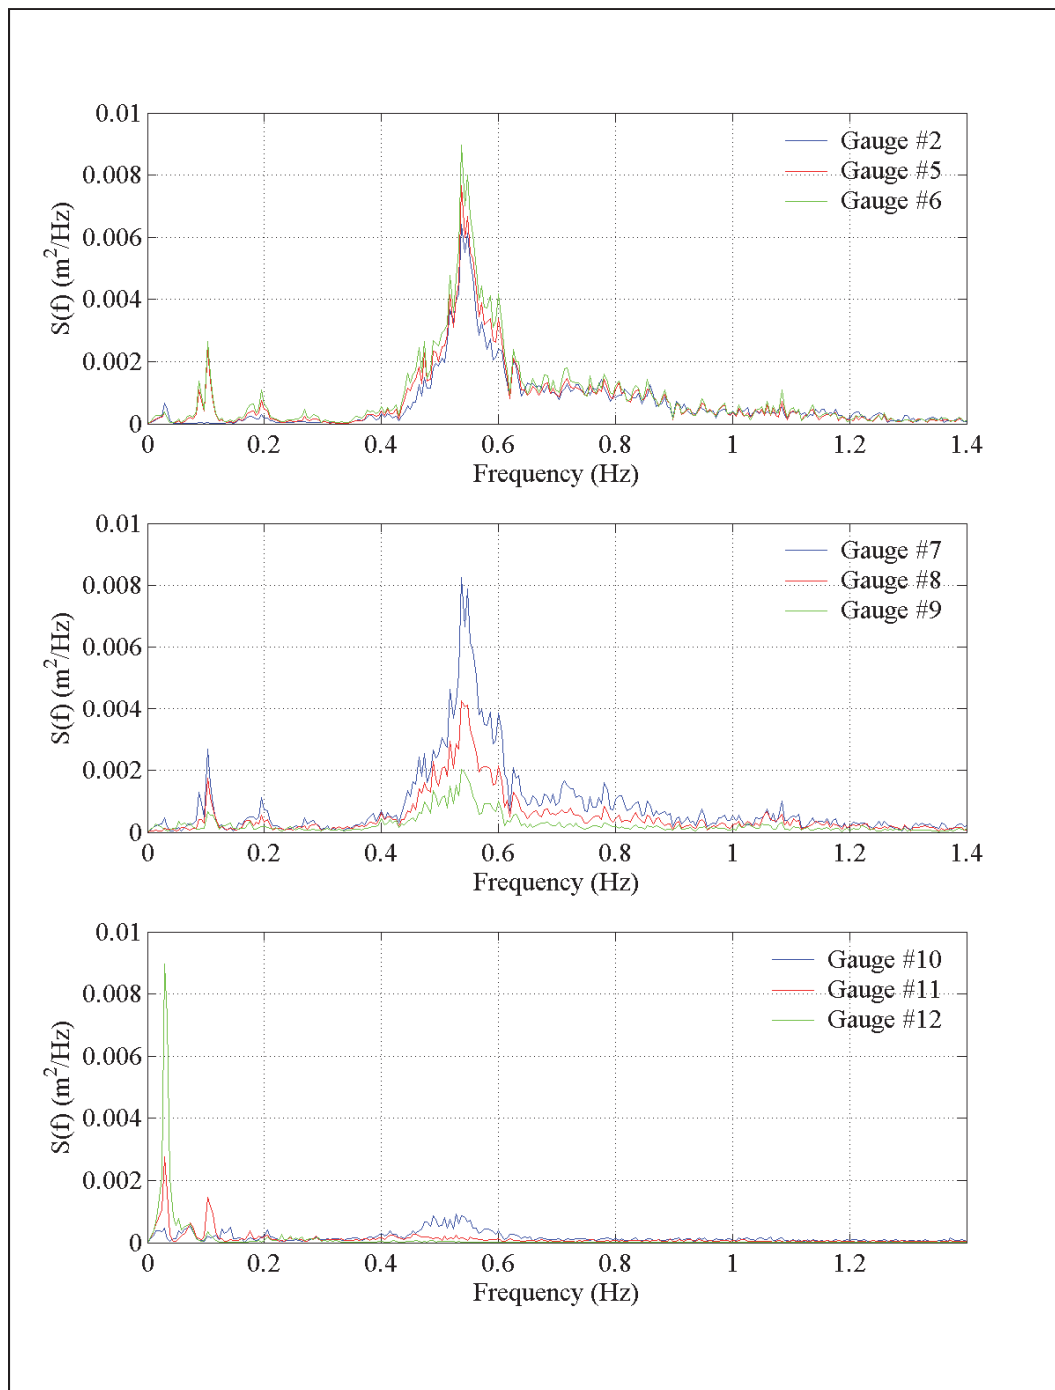 0.01
0.008
0.006
0.004
0.002
0
S(f) (m²/Hz)
Gauge #2
Gauge #5
Gauge #6
0 0.2 0.4 0.6 0.8 1 1.2 1.4
Frequency (Hz)
0.01
0.008
0.006
0.004
0.002
0
S(f) (m²/Hz)
Gauge #7
Gauge #8
Gauge #9
0 0.2 0.4 0.6 0.8 1 1.2 1.4
Frequency (Hz)
0.01
0.008
0.006
0.004
0.002
0
S(f) (m²/Hz)
Gauge #10
Gauge #11
Gauge #12
0 0.2 0.4 0.6 0.8 1 1.2
Frequency (Hz)